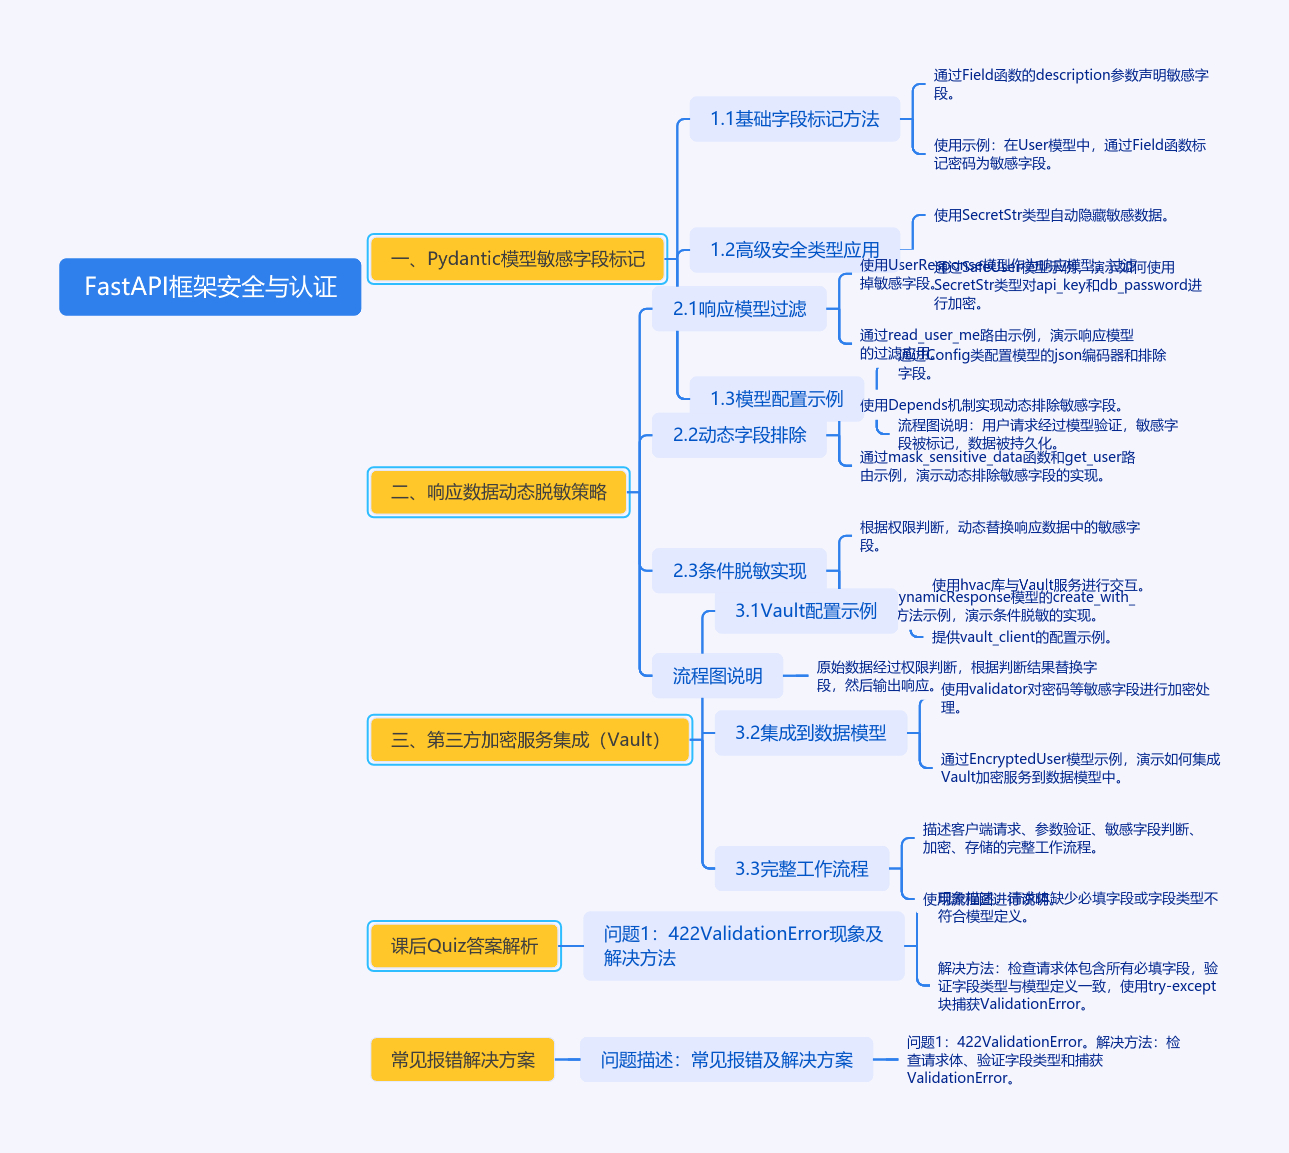 FastAPI框架安全与认证
一、Pydantic模型敏感字段标记
1.1基础字段标记方法
通过Field函数的description参数声明敏感字
段。
使用示例：在User模型中，通过Field函数标
记密码为敏感字段。
1.2高级安全类型应用
使用SecretStr类型自动隐藏敏感数据。
通过SafeUser模型示例，演示如何使用
SecretStr类型对api_key和db_password进
行加密。
1.3模型配置示例
通过Config类配置模型的json编码器和排除
字段。
流程图说明：用户请求经过模型验证，敏感字
段被标记，数据被持久化。
二、响应数据动态脱敏策略
2.1响应模型过滤
使用UserResponse模型作为响应模型，过滤
掉敏感字段。
通过read_user_me路由示例，演示响应模型
的过滤应用。
2.2动态字段排除
使用Depends机制实现动态排除敏感字段。
通过mask_sensitive_data函数和get_user路
由示例，演示动态排除敏感字段的实现。
2.3条件脱敏实现
根据权限判断，动态替换响应数据中的敏感字
段。
ynamicResponse模型的create_with_
方法示例，演示条件脱敏的实现。
流程图说明
原始数据经过权限判断，根据判断结果替换字
段，然后输出响应。
三、第三方加密服务集成（Vault）
3.1Vault配置示例
使用hvac库与Vault服务进行交互。
提供vault_client的配置示例。
3.2集成到数据模型
使用validator对密码等敏感字段进行加密处
理。
通过EncryptedUser模型示例，演示如何集成
Vault加密服务到数据模型中。
3.3完整工作流程
描述客户端请求、参数验证、敏感字段判断、
加密、存储的完整工作流程。
使用流程图进行说明。
课后Quiz答案解析
问题1：422ValidationError现象及
解决方法
现象描述：请求体缺少必填字段或字段类型不
符合模型定义。
解决方法：检查请求体包含所有必填字段，验
证字段类型与模型定义一致，使用try-except
块捕获ValidationError。
常见报错解决方案
问题描述：常见报错及解决方案
问题1：422ValidationError。解决方法：检
查请求体、验证字段类型和捕获
ValidationError。